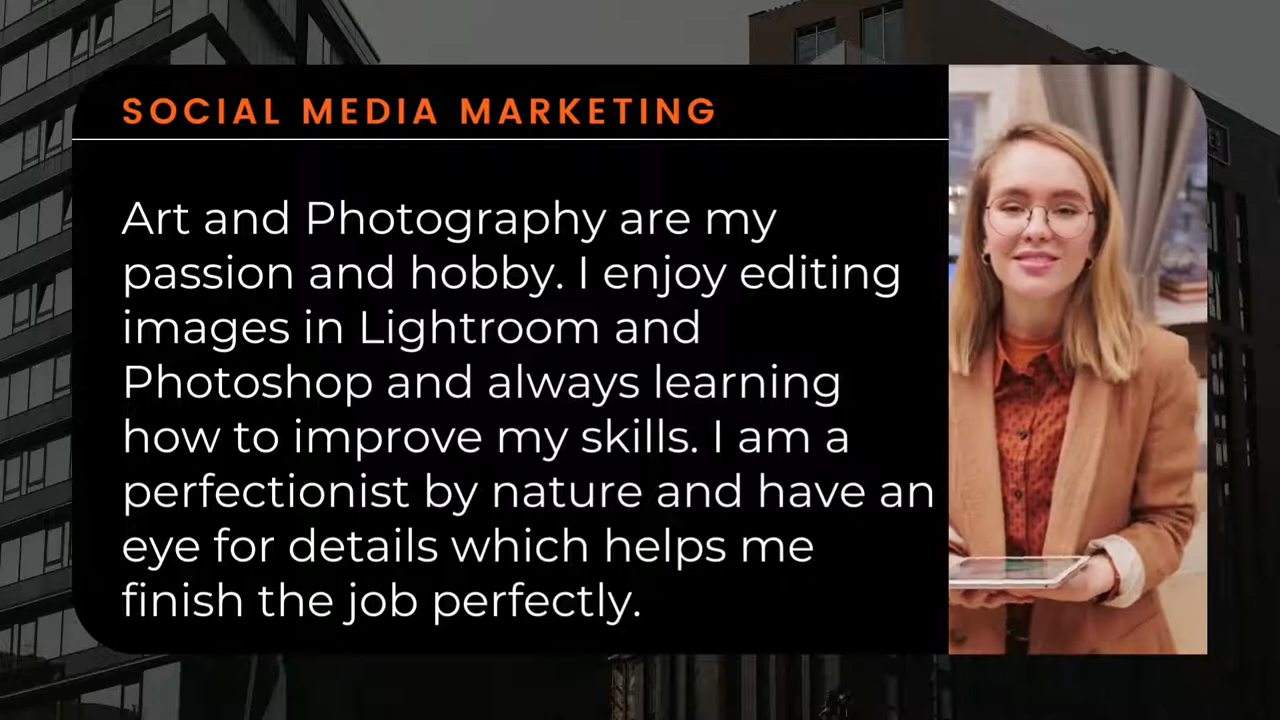 SOCIAL MEDIA MARKETING
Art and Photography are my
passion and hobby. I enjoy editing
images in Lightroom and
Photoshop and always learning
how to improve my skills. I am a
perfectionist by nature and have an
eye for details which helps me
finish the job perfectly.